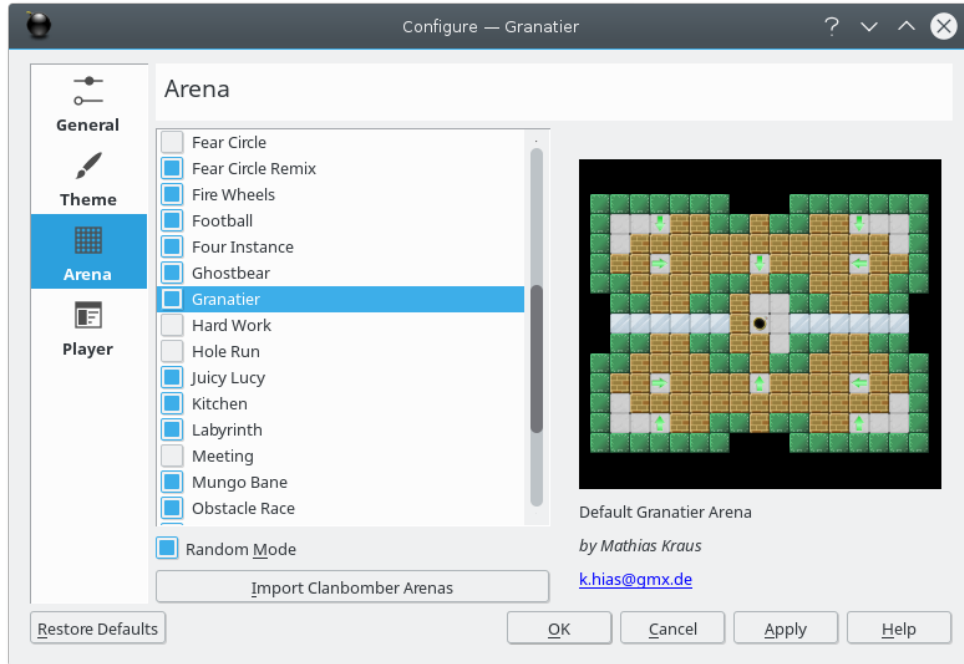 Configure — Granatier
General
Theme
Arena
Player
Arena
Fear Circle
Fear Circle Remix
Fire Wheels
Football
Four Instance
Ghostbear
Granatier
Hard Work
Hole Run
Juicy Lucy
Kitchen
Labyrinth
Meeting
Mungo Bane
Obstacle Race
Random Mode
Import Clanbomber Arenas
Default Granatier Arena
by Mathias Kraus
k.hias@gmx.de
Restore Defaults
OK
Cancel
Apply
Help